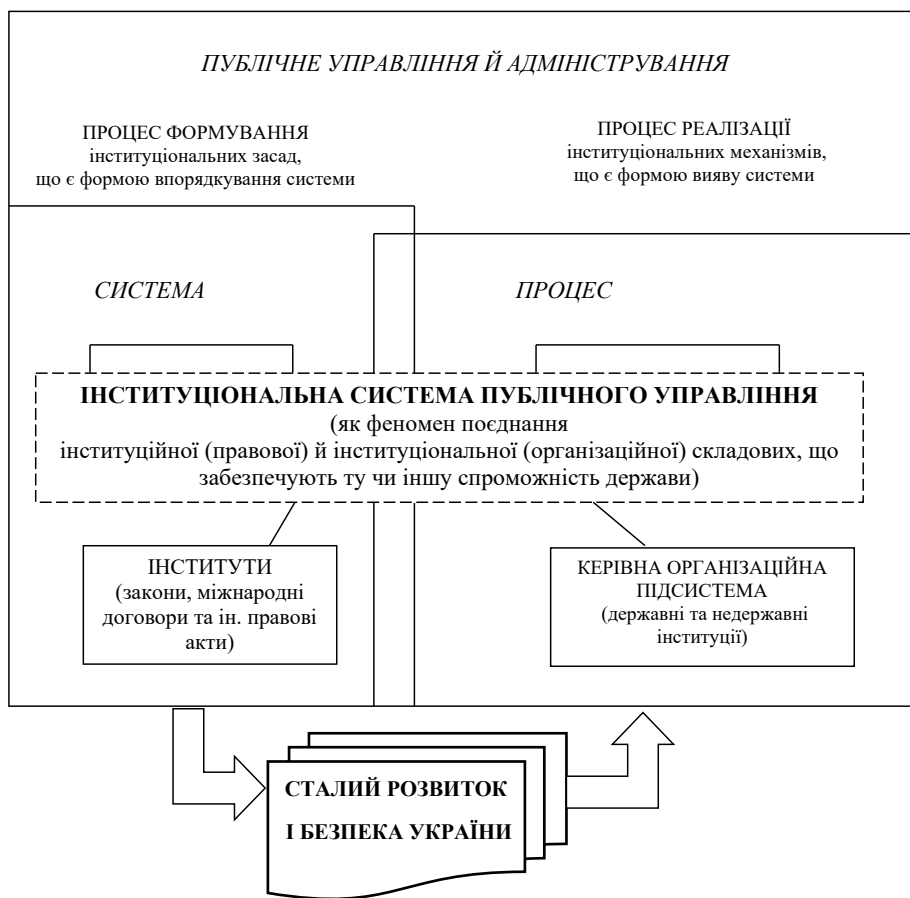 ПУБЛІЧНЕ УПРАВЛІННЯ Й АДМІНІСТРУВАННЯ
ПРОЦЕС ФОРМУВАННЯ
інституціональних засад,
що є формою впорядкування системи
ПРОЦЕС РЕАЛІЗАЦІЇ
інституціональних механізмів,
що є формою вияву системи
СИСТЕМА
ПРОЦЕС
ІНСТИТУЦІОНАЛЬНА СИСТЕМА ПУБЛІЧНОГО УПРАВЛІННЯ
(як феномен поєднання
інституційної (правової) й інституціональної (організаційної) складових, що
забезпечують ту чи іншу спроможність держави)
ІНСТИТУТИ
(закони, міжнародні
договори та ін. правові
акти)
КЕРІВНА ОРГАНІЗАЦІЙНА
ПІДСИСТЕМА
(державні та недержавні
інституції)
СТАЛИЙ РОЗВИТОК
І БЕЗПЕКА УКРАЇНИ